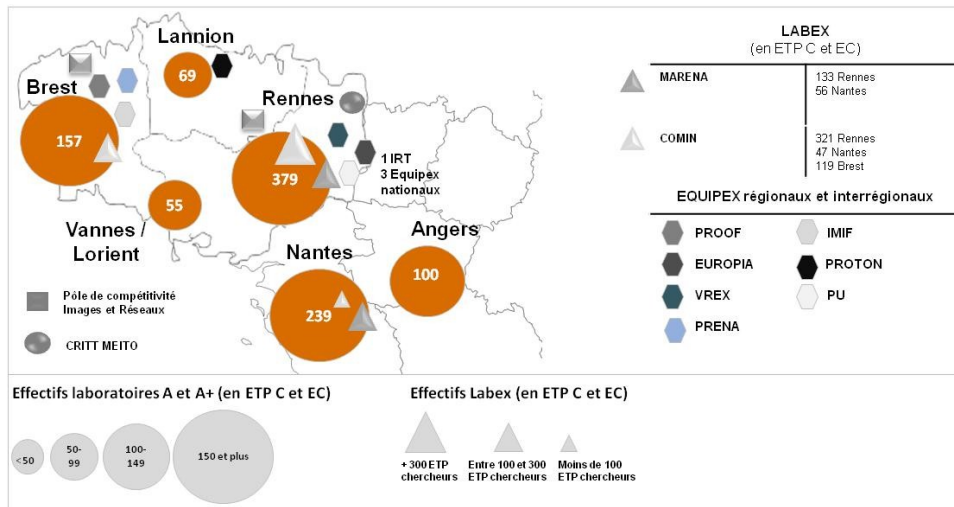 Lannion
69
Brest
157
Rennes
379
1 IRT
3 Equipex
nationaux
55
Vannes /
Lorient
Nantes
239
Angers
100
Pôle de compétitivité
Images et Réseaux
CRITT MEITO
LABEX
(en ETP C et EC)
MARENA
133 Rennes
56 Nantes
COMIN
321 Rennes
47 Nantes
119 Brest
EQUIPEX régionaux et interrégionaux
PROOF
IMIF
EUROPIA
PROTON
VREX
PU
PRENA
Effectifs laboratoires A et A+ (en ETP C et EC)
<50
50-
99
100-
149
150 et plus
Effectifs Labex (en ETP C et EC)
+ 300 ETP
chercheurs
Entre 100 et 300
ETP chercheurs
Moins de 100
ETP chercheurs